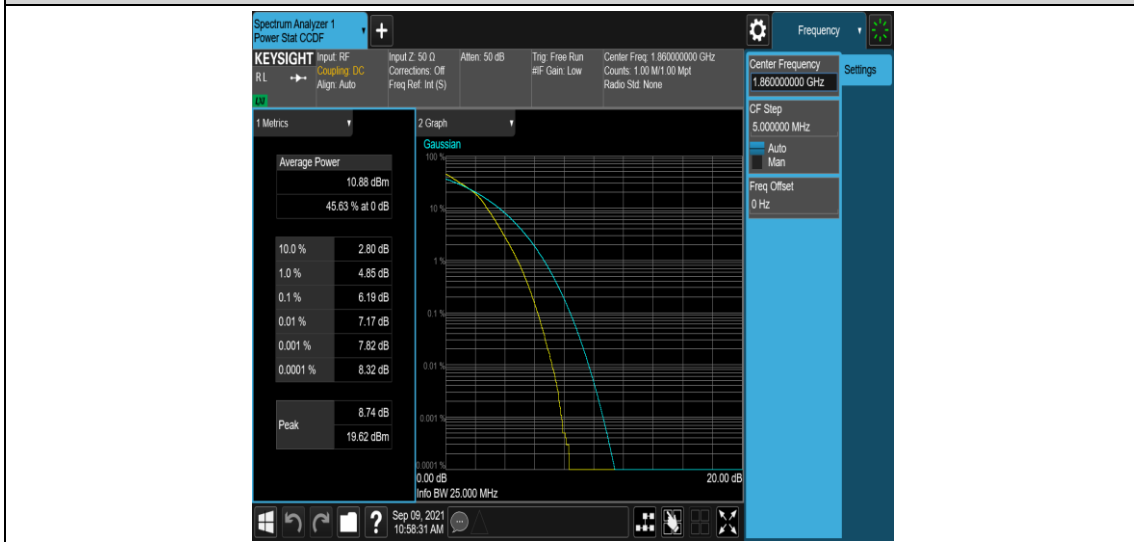 Spectrum Analyzer 1
Power Stat CCDF
+
Frequency
KEYSIGHT
RL
LXI
Input: RF
Coupling: DC
Align: Auto
Input Z: 50 Ω
Corrections: Off
Freq Ref: Int (S)
Atten: 50 dB
Trig: Free Run
#IF Gain: Low
Center Freq: 1.860000000 GHz
Counts: 1.00 M/1.00 Mpt
Radio Std: None
Center Frequency
1.860000000 GHz
Settings
CF Step
5.000000 MHz
Auto
Man
Freq Offset
0 Hz
1 Metrics
Average Power
10.88 dBm
45.63 % at 0 dB
10.0 % 2.80 dB
1.0 % 4.85 dB
0.1 % 6.19 dB
0.01 % 7.17 dB
0.001 % 7.82 dB
0.0001 % 8.32 dB
Peak
8.74 dB
19.62 dBm
2 Graph
Gaussian
100 %
10 %
1 %
0.1 %
0.01 %
0.001 %
0.0001 %
0.00 dB 20.00 dB
Info BW 25.000 MHz
?
Sep 09, 2021
10:58:31 AM